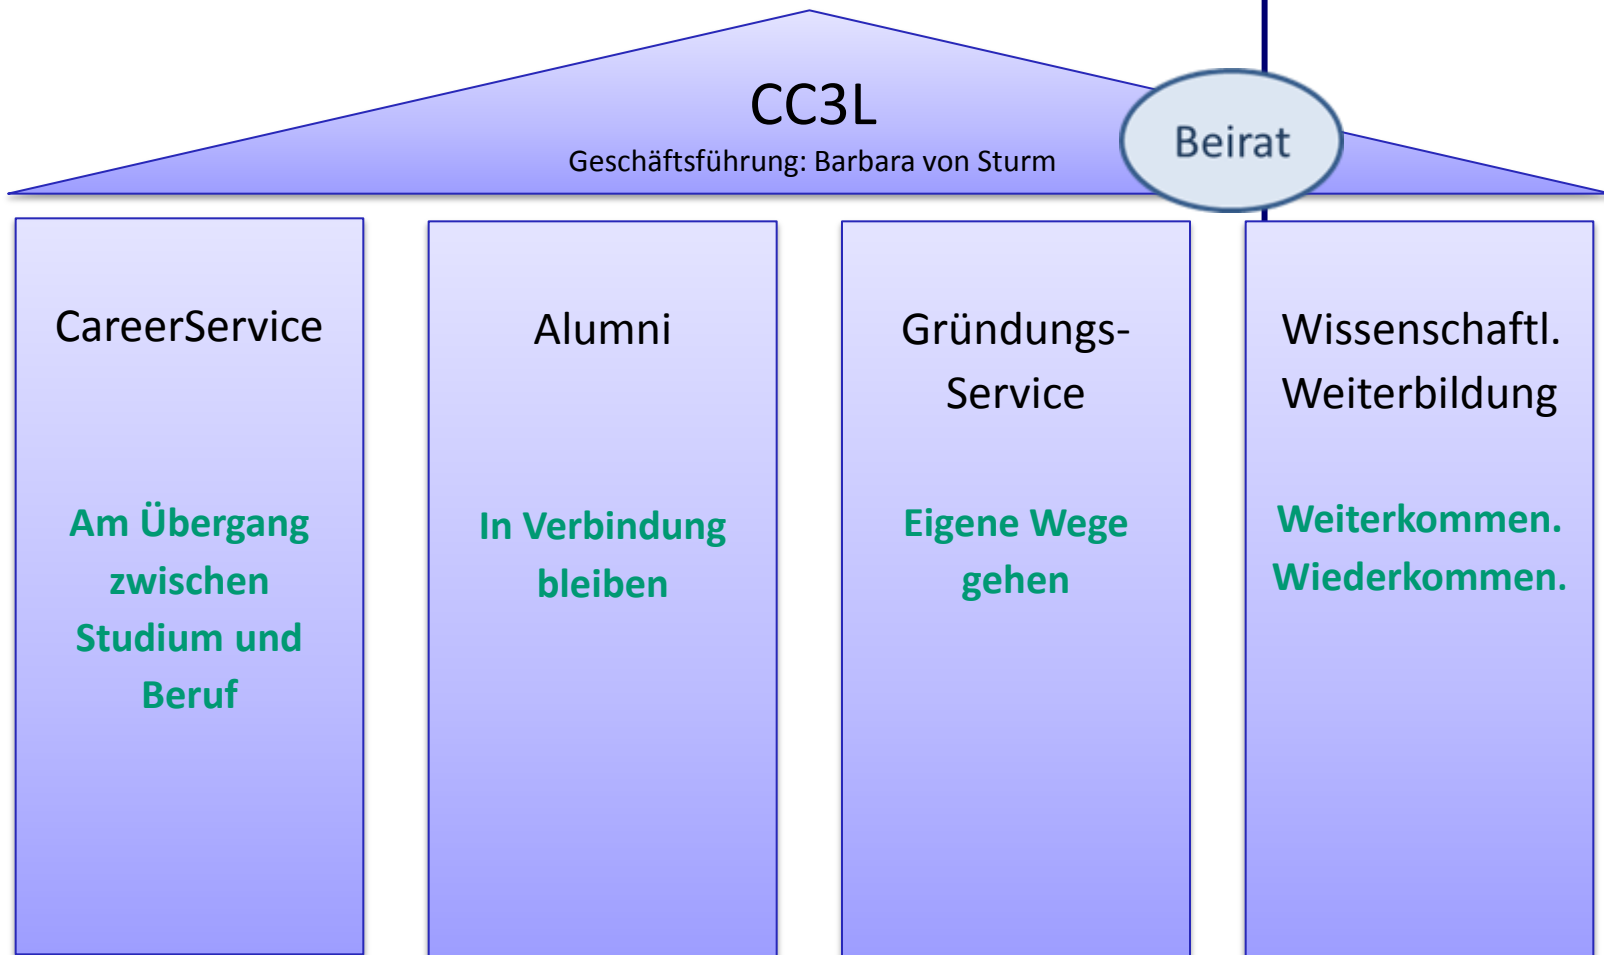 CC3L
Geschäftsführung: Barbara von Sturm
Beirat
CareerService
Am Übergang
zwischen
Studium und
Beruf
Alumni
In Verbindung
bleiben
Gründungs-
Service
Eigene Wege
gehen
Wissenschaftl.
Weiterbildung
Weiterkommen.
Wiederkommen.